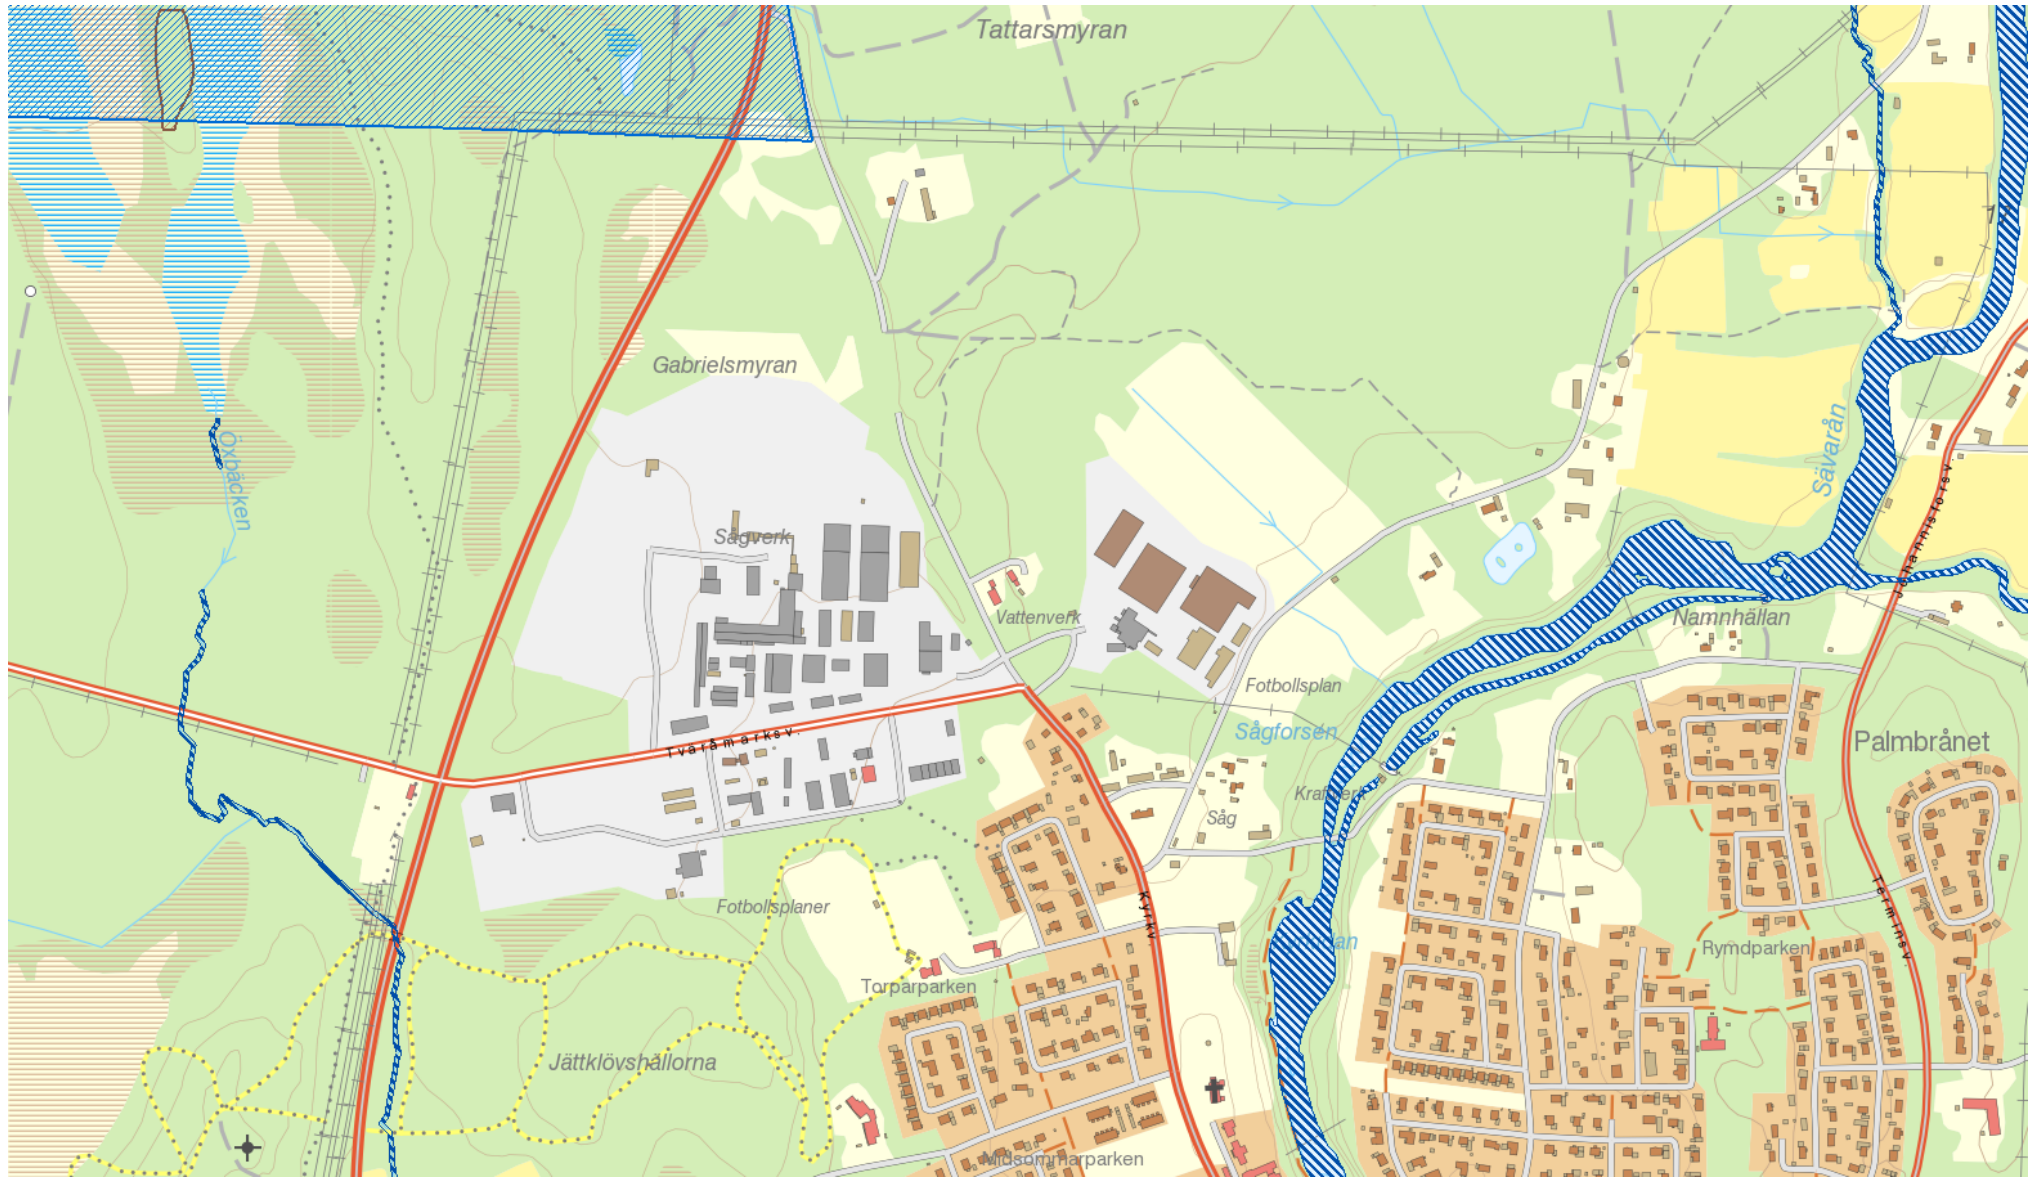 Tattarsmyran
Gabrielsmyran
Öxbäcken
Sävarån
Johannisforsv.
Sågverk
Vattenverk
Namnhällan
Fotbollsplan
Sågforsen
Tvaråmarksv.
Palmbrånet
Kraftverk
Såg
Fotbollsplaner
Kyrkv.
Terminsv.
Rymdparken
Torparparken
Jättklövshällorna
Midsommarparken